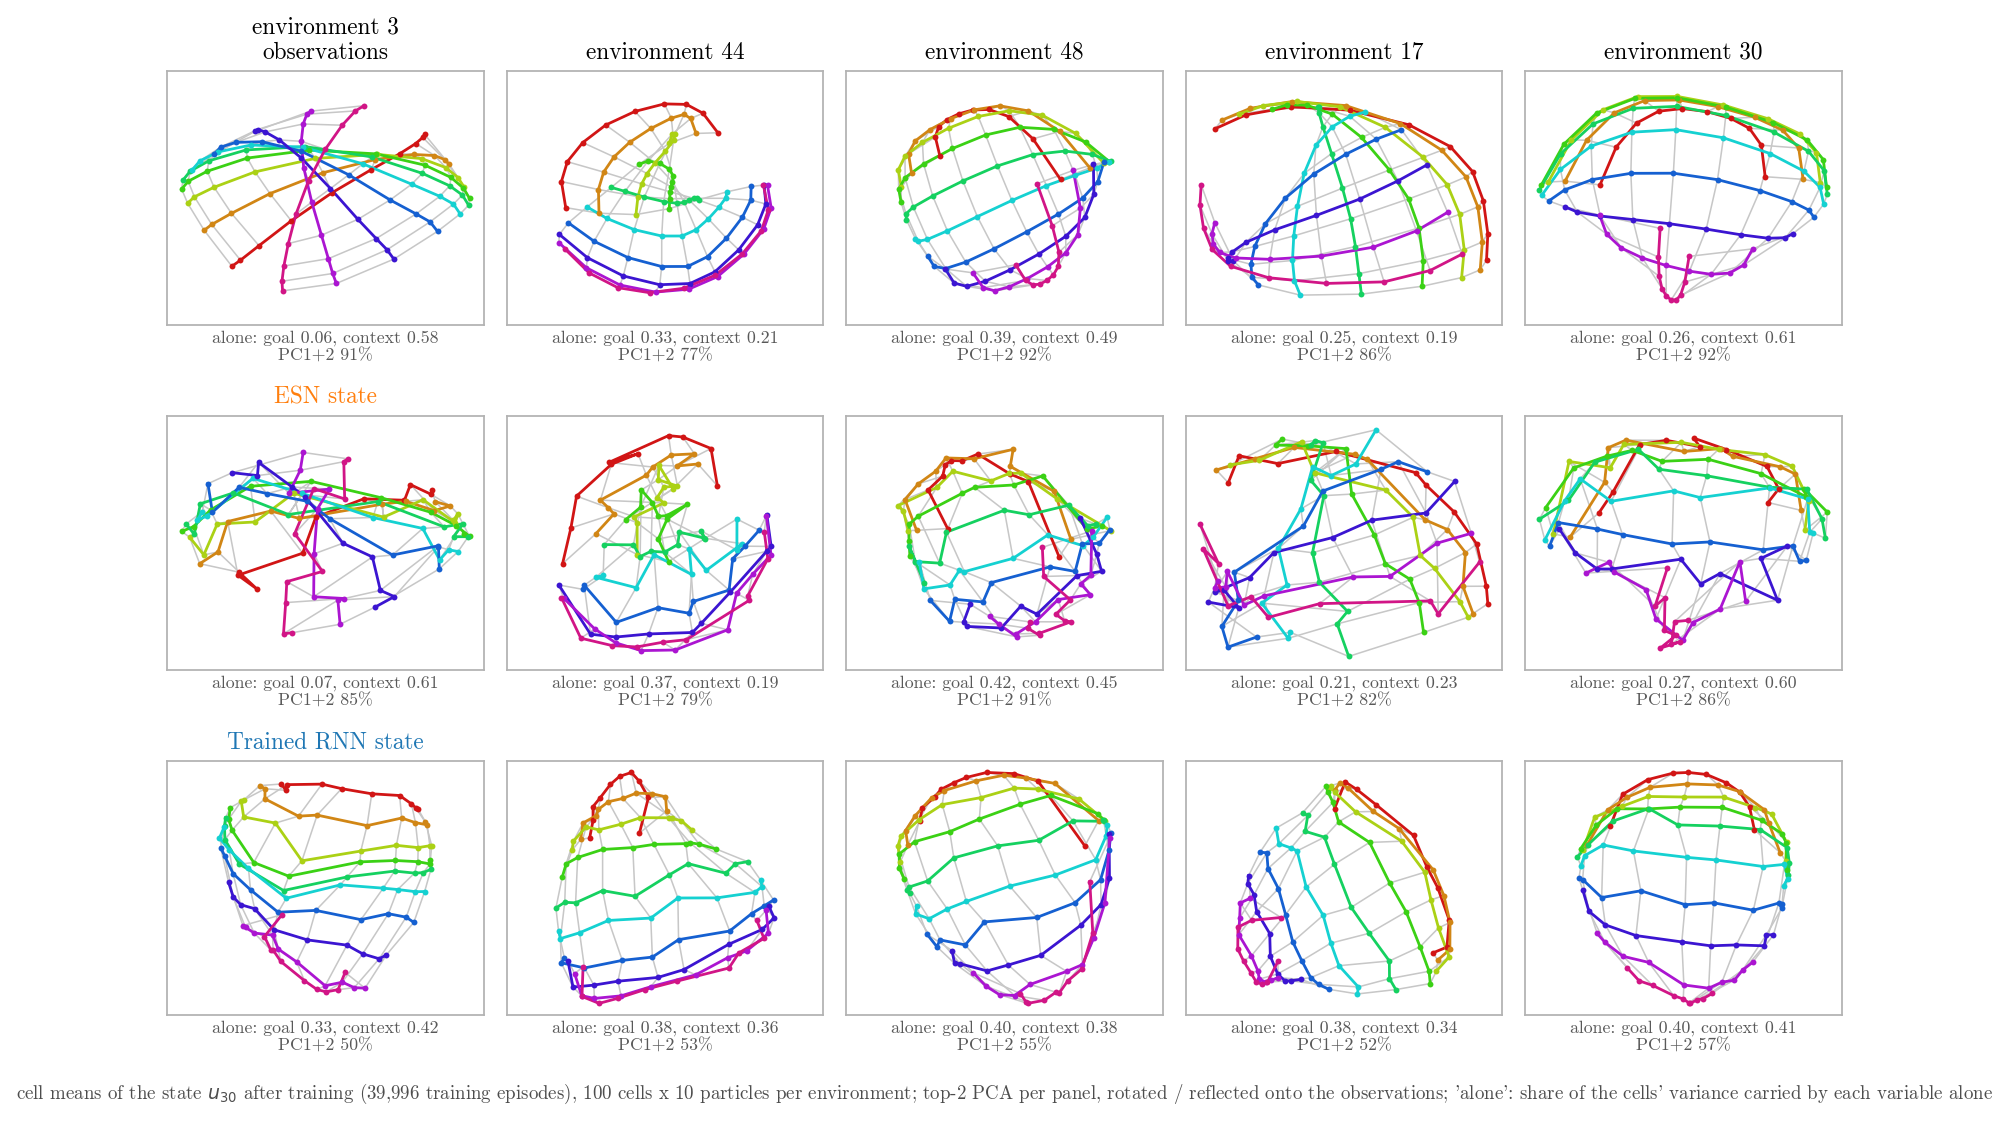 environment 3
observations
environment 44
environment 48
environment 17
environment 30
alone: goal 0.06, context 0.58
PC1+2 91%
alone: goal 0.33, context 0.21
PC1+2 77%
alone: goal 0.39, context 0.49
PC1+2 92%
alone: goal 0.25, context 0.19
PC1+2 86%
alone: goal 0.26, context 0.61
PC1+2 92%
ESN state
alone: goal 0.07, context 0.61
PC1+2 85%
alone: goal 0.37, context 0.19
PC1+2 79%
alone: goal 0.42, context 0.45
PC1+2 91%
alone: goal 0.21, context 0.23
PC1+2 82%
alone: goal 0.27, context 0.60
PC1+2 86%
Trained RNN state
alone: goal 0.33, context 0.42
PC1+2 50%
alone: goal 0.38, context 0.36
PC1+2 53%
alone: goal 0.40, context 0.38
PC1+2 55%
alone: goal 0.38, context 0.34
PC1+2 52%
alone: goal 0.40, context 0.41
PC1+2 57%
cell means of the state u30 after training (39,996 training episodes), 100 cells x 10 particles per environment; top-2 PCA per panel, rotated / reflected onto the observations; 'alone': share of the cells' variance carried by each variable alone